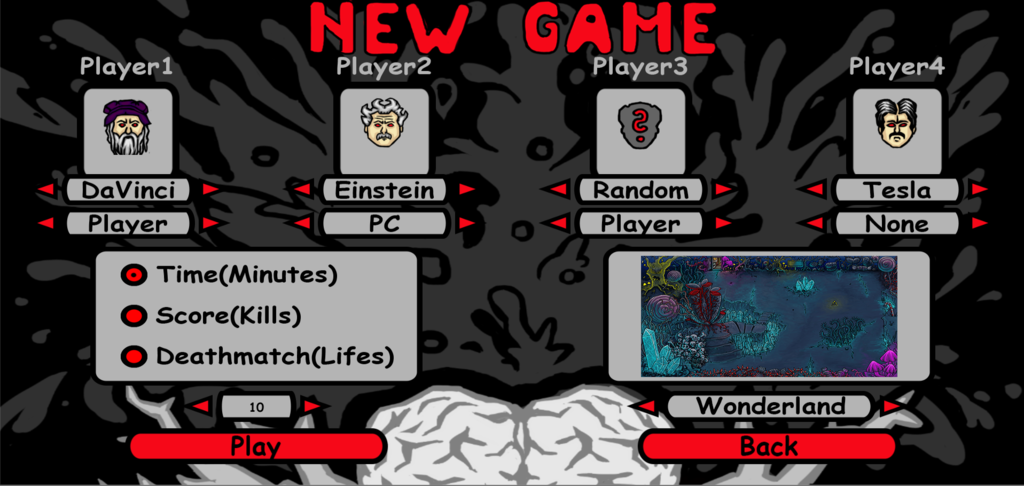 NEW GAME
Player1
Player2
Player3
Player4
DaVinci
Einstein
Random
Tesla
Player
PC
Player
None
Time(Minutes)
Score(Kills)
Deathmatch(Lifes)
10
Wonderland
Play
Back